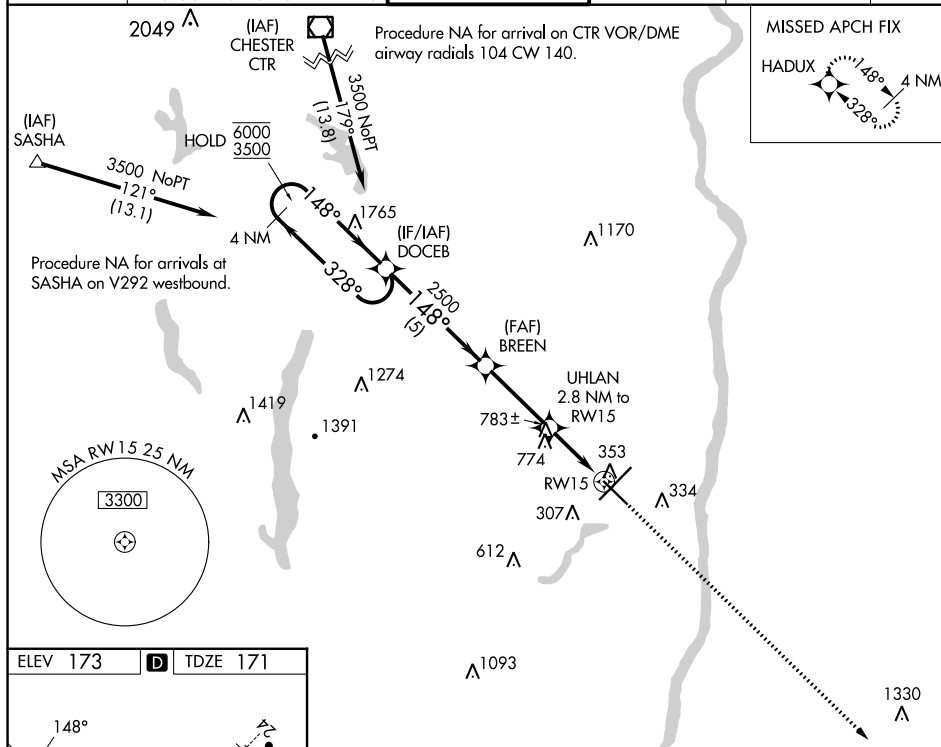 2049
(IAF)
CHESTER
CTR
Procedure NA for arrival on CTR VOR/DME
airway radials 104 CW 140.
MISSED APCH FIX
HADUX
148°
4 NM
328°
3500 NoPT
179°
(13.8)
(IAF)
SASHA
3500 NoPT
121°
(13.1)
HOLD
6000
3500
148°
1765
4 NM
328°
(IF/IAF)
DOCEB
1170
Procedure NA for arrivals at
SASHA on V292 westbound.
2500
148°
(5)
(FAF)
BREEN
1274
1419
1391
UHLAN
2.8 NM to
RW15
783±
774
353
RW15
334
307
612
MSA RW15 25 NM
3300
ELEV 173
D
TDZE 171
1093
1330
148°
24